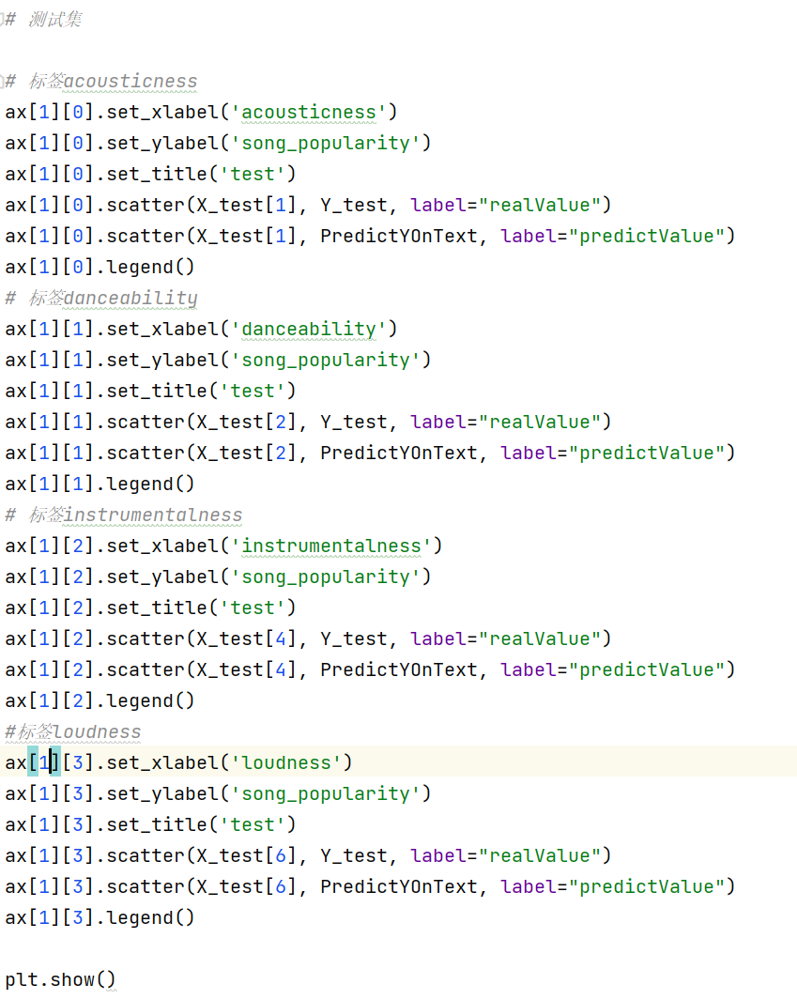 # 测试集
# 标签acousticness
ax[1][0].set_xlabel('acousticness')
ax[1][0].set_ylabel('song_popularity')
ax[1][0].set_title('test')
ax[1][0].scatter(X_test[1], Y_test, label="realValue")
ax[1][0].scatter(X_test[1], PredictYOnText, label="predictValue")
ax[1][0].legend()
# 标签danceability
ax[1][1].set_xlabel('danceability')
ax[1][1].set_ylabel('song_popularity')
ax[1][1].set_title('test')
ax[1][1].scatter(X_test[2], Y_test, label="realValue")
ax[1][1].scatter(X_test[2], PredictYOnText, label="predictValue")
ax[1][1].legend()
# 标签instrumentalness
ax[1][2].set_xlabel('instrumentalness')
ax[1][2].set_ylabel('song_popularity')
ax[1][2].set_title('test')
ax[1][2].scatter(X_test[4], Y_test, label="realValue")
ax[1][2].scatter(X_test[4], PredictYOnText, label="predictValue")
ax[1][2].legend()
#标签loudness
ax[1][3].set_xlabel('loudness')
ax[1][3].set_ylabel('song_popularity')
ax[1][3].set_title('test')
ax[1][3].scatter(X_test[6], Y_test, label="realValue")
ax[1][3].scatter(X_test[6], PredictYOnText, label="predictValue")
ax[1][3].legend()
plt.show()